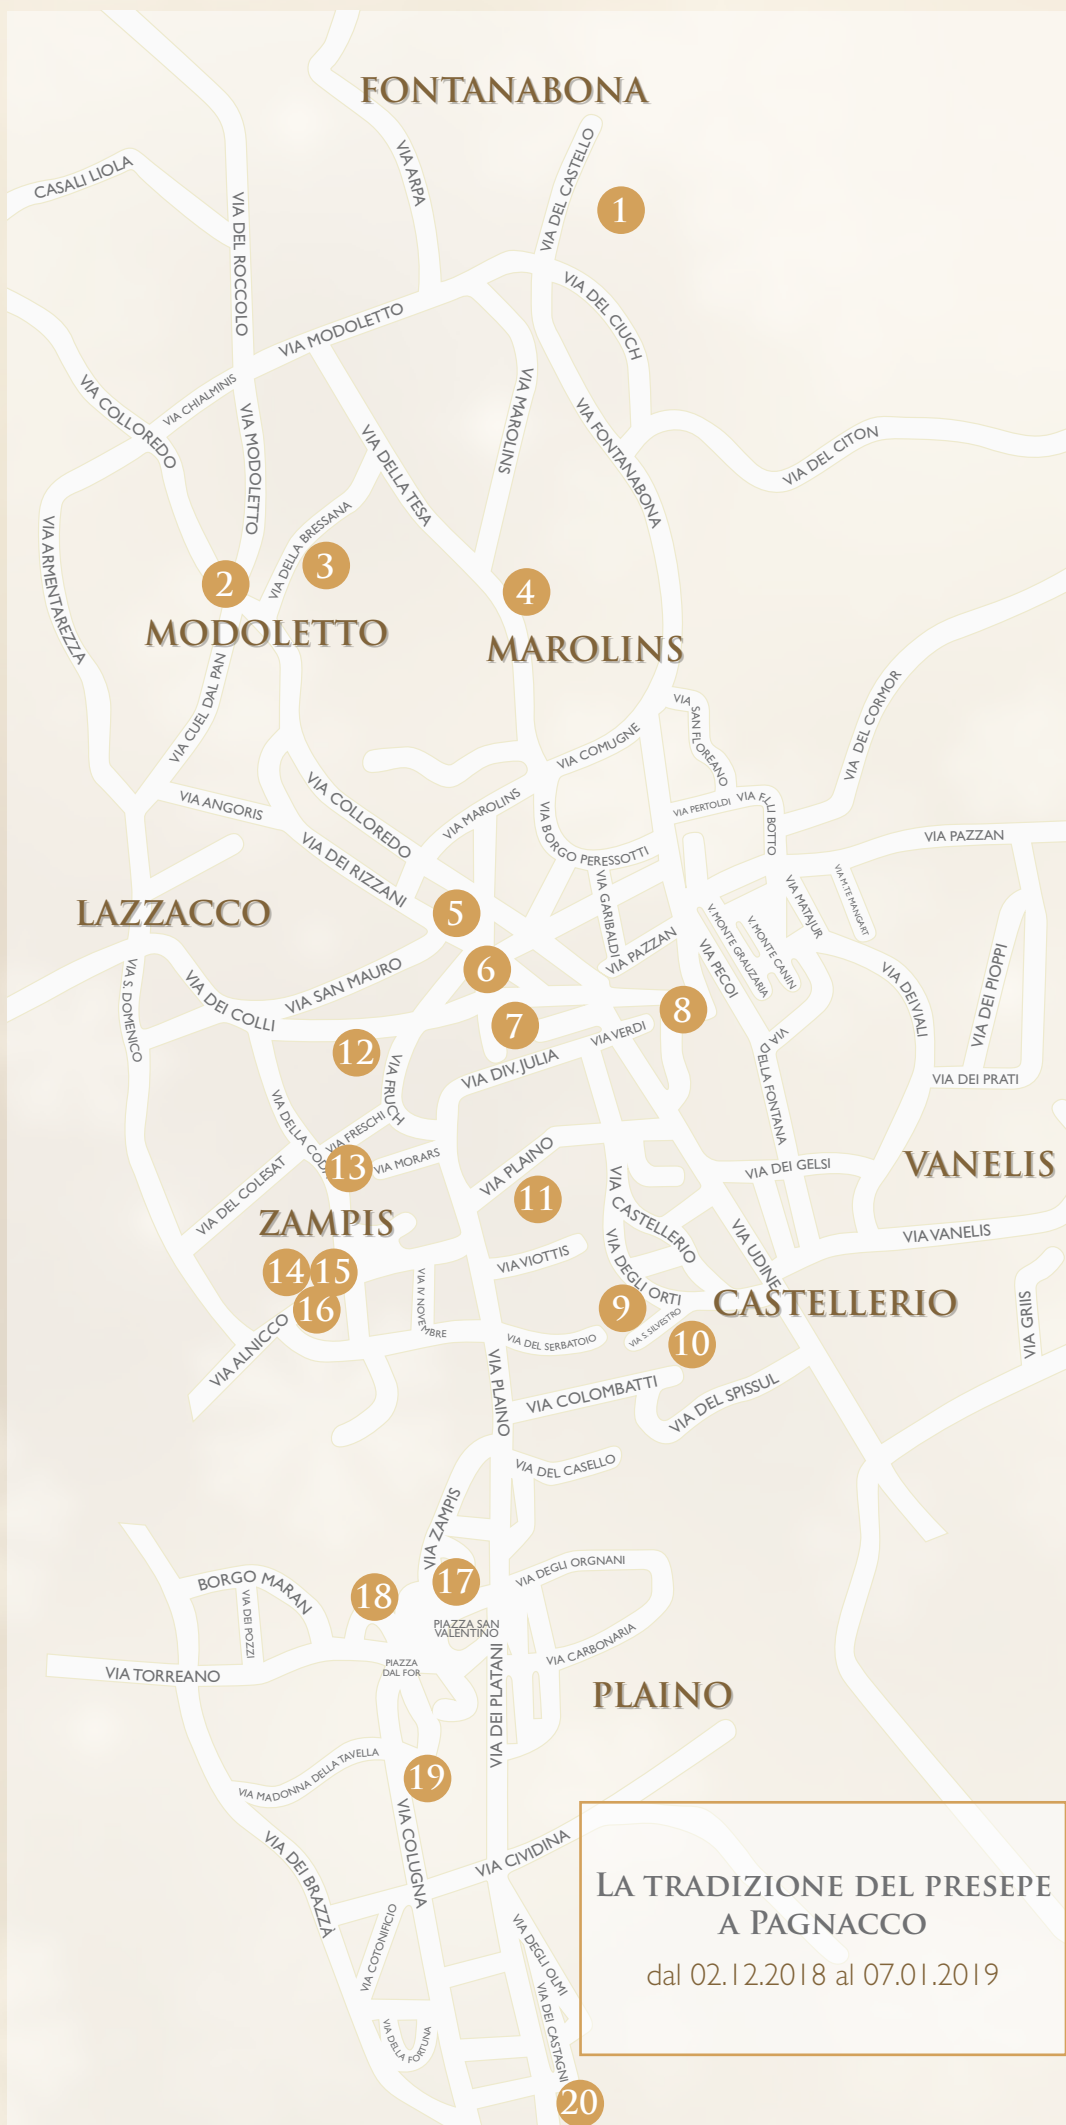 FONTANABONA
VIA ARPA
VIA DEL CASTELLO
CASALI LIOLA
1
VIA DEL ROCCOLO
VIA DEL CIUCH
VIA MODOLETTO
VIA CHIALMINIS
VIA COLLOREDO
VIA MODOLETTO
VIA MAROLINS
VIA DELLA TESA
VIA FONTANABONA
VIA DEL CITON
VIA ARMENTAREZZA
VIA DELLA BRESSANA
2
3
4
MODOLETTO
MAROLINS
VIA CUEL DAL PAN
VIA SAN FLOREANO
VIA DEL CORMOR
VIA COMUGNE
VIA ANGORIS
VIA COLLOREDO
VIA MAROLINS
VIA PERTOLDI
VIA F.LLI BOTTO
VIA BORGO PERESSOTTI
VIA PAZZAN
VIA DEI RIZZANI
VIA GARIBALDI
VIA MATAJUR
VIA M.TE MANGART
LAZZACCO
5
V. MONTE GRAUZARIA
V. MONTE CANIN
VIA PAZZAN
VIA PECOI
6
VIA S. DOMENICO
VIA DEI COLLI
VIA SAN MAURO
VIA DEI VIALI
VIA DEI PIOPPI
7
8
VIA VERDI
12
VIA DIV. JULIA
VIA DELLA FONTANA
VIA DEI PRATI
VIA FRUCH
VIA DELLA CODA
VIA FRESCHI
13
VIA MORARS
VIA PLAINO
VIA DEI GELSI
VANELIS
VIA DEL COLESAT
11
VIA CASTELLERIO
ZAMPIS
VIA UDINE
VIA VANELIS
VIA VIOTTIS
VIA DEGLI ORTI
14
15
16
VIA IV NOVEMBRE
9
CASTELLERIO
VIA GRIIS
VIA ALNICCO
VIA DEL SERBATOIO
VIA S. SILVESTRO
10
VIA PLAINO
VIA COLOMBATTI
VIA DEL SPISSUL
VIA DEL CASELLO
VIA ZAMPIS
BORGO MARAN
VIA DEI POZZI
18
17
VIA DEGLI ORGNANI
PIAZZA SAN
VALENTINO
VIA CARBONARIA
VIA TORREANO
PIAZZA
DAL FOR
VIA DEI PLATANI
PLAINO
VIA MADONNA DELLA TAVELLA
19
VIA DEI BRAZZÀ
VIA COLUGNA
VIA CIVIDINA
LA TRADIZIONE DEL PRESEPE
A PAGNACCO
dal 02.12.2018 al 07.01.2019
VIA COTONIFICIO
VIA DEGLI OLMI
VIA DEI CASTAGNI
VIA DELLA FORTUNA
20